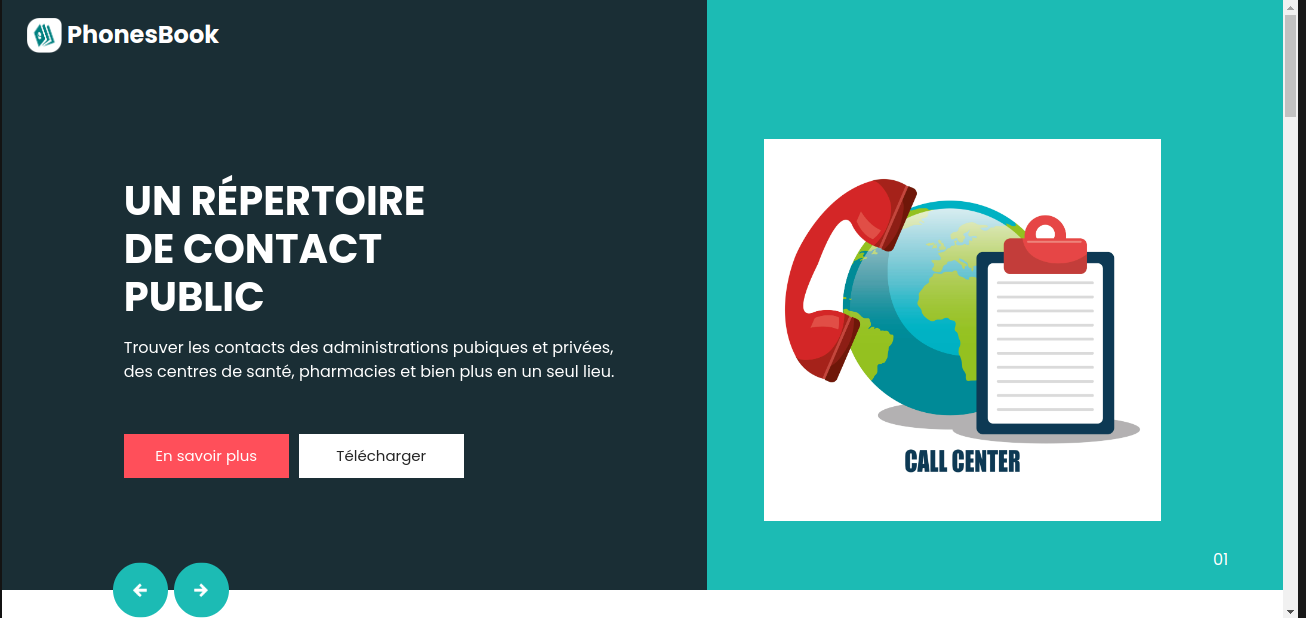 PhonesBook
UN RÉPERTOIRE
DE CONTACT
PUBLIC
Trouver les contacts des administrations pubiques et privées,
des centres de santé, pharmacies et bien plus en un seul lieu.
En savoir plus
Télécharger
CALL CENTER
01